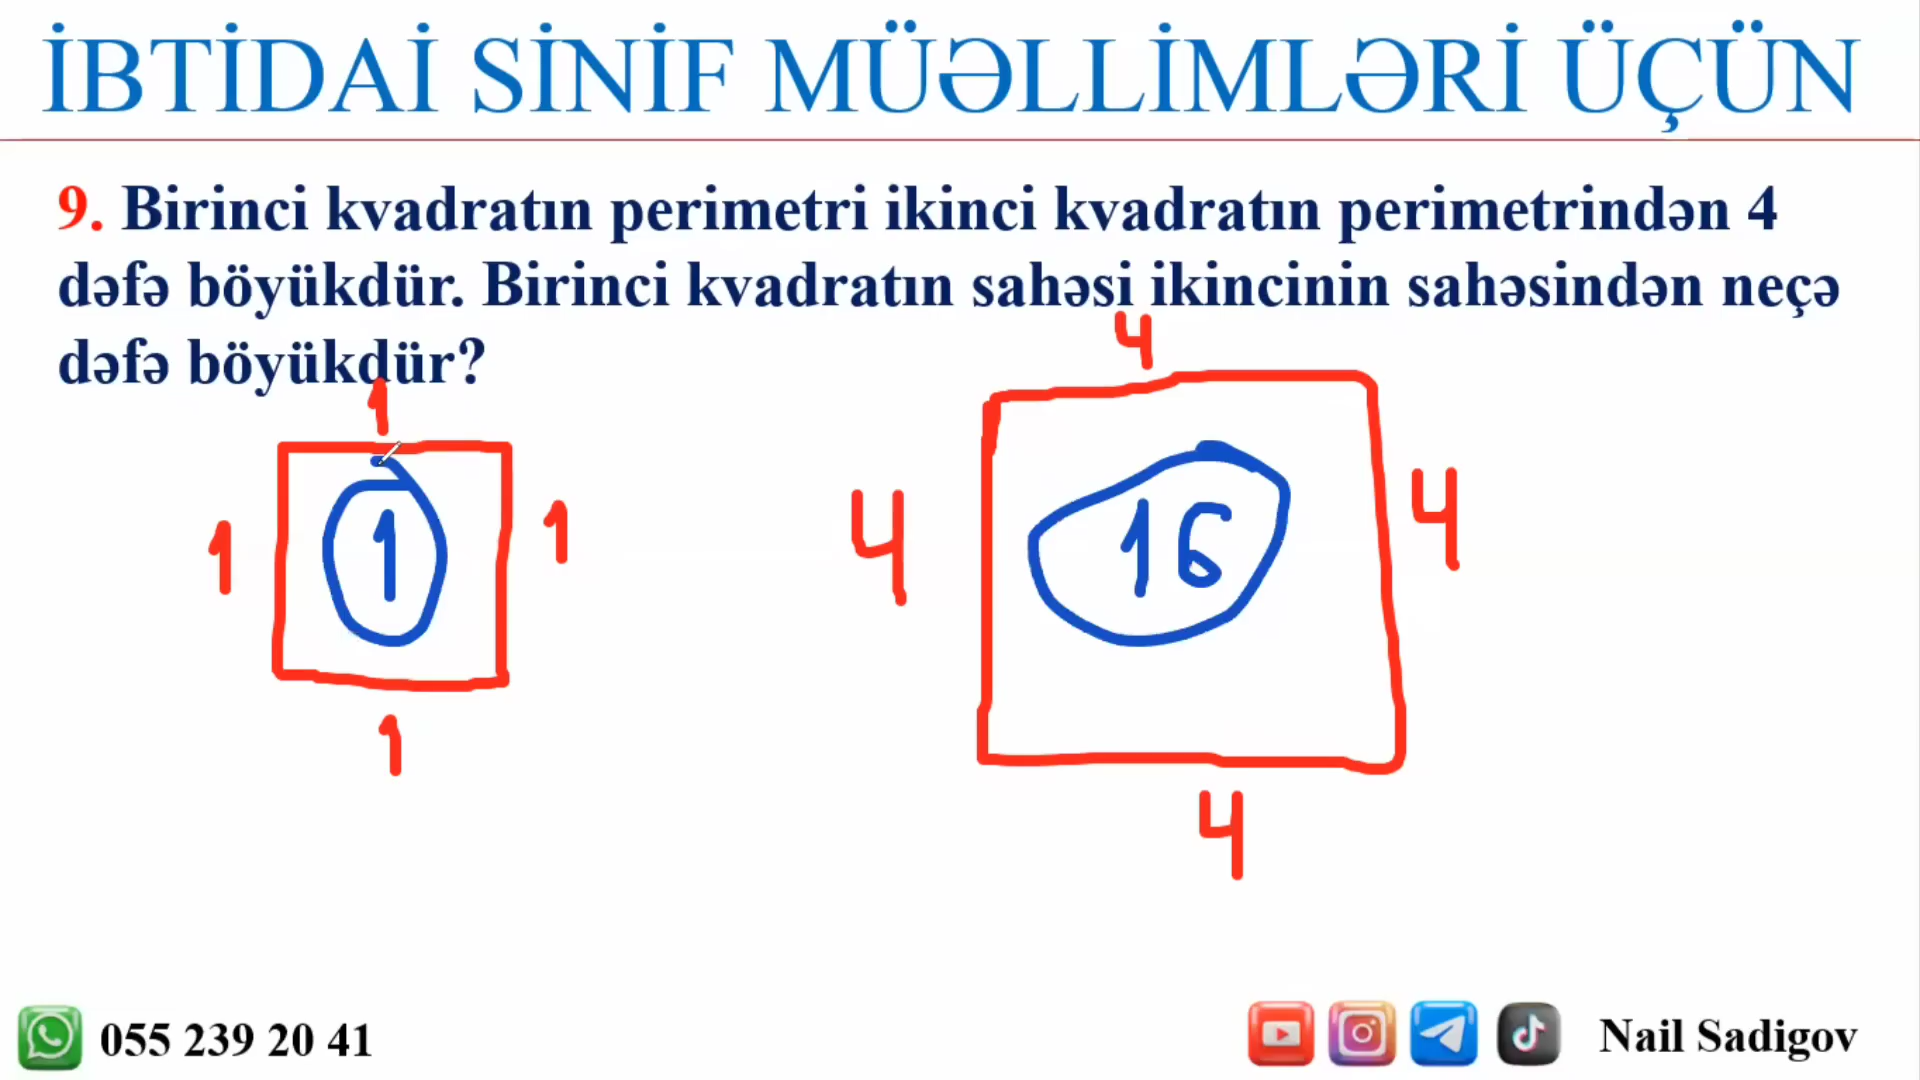 İBTİDAİ SİNİF MÜƏLLİMLƏRİ ÜÇÜN
9. Birinci kvadratın perimetri ikinci kvadratın perimetrindən 4
dəfə böyükdür. Birinci kvadratın sahəsi ikincinin sahəsindən neçə
dəfə böyükdür?
1
1
1
1
1
4
4
16
4
4
055 239 20 41
Nail Sadigov